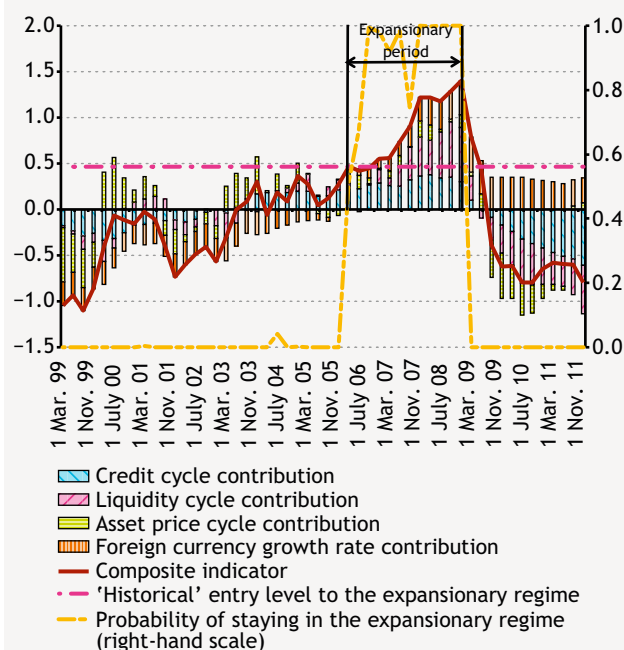 2.0
1.5
1.0
0.5
0.0
−0.5
−1.0
−1.5
1.0
0.8
0.6
0.4
0.2
0.0
Expansionary
period
1 Mar. 99
1 Nov. 99
1 July 00
1 Mar. 01
1 Nov. 01
1 July 02
1 Mar. 03
1 Nov. 03
1 July 04
1 Mar. 05
1 Nov. 05
1 July 06
1 Mar. 07
1 Nov. 07
1 July 08
1 Mar. 09
1 Nov. 09
1 July 10
1 Mar. 11
1 Nov. 11
Credit cycle contribution
Liquidity cycle contribution
Asset price cycle contribution
Foreign currency growth rate contribution
Composite indicator
‘Historical’ entry level to the expansionary regime
Probability of staying in the expansionary regime
(right-hand scale)